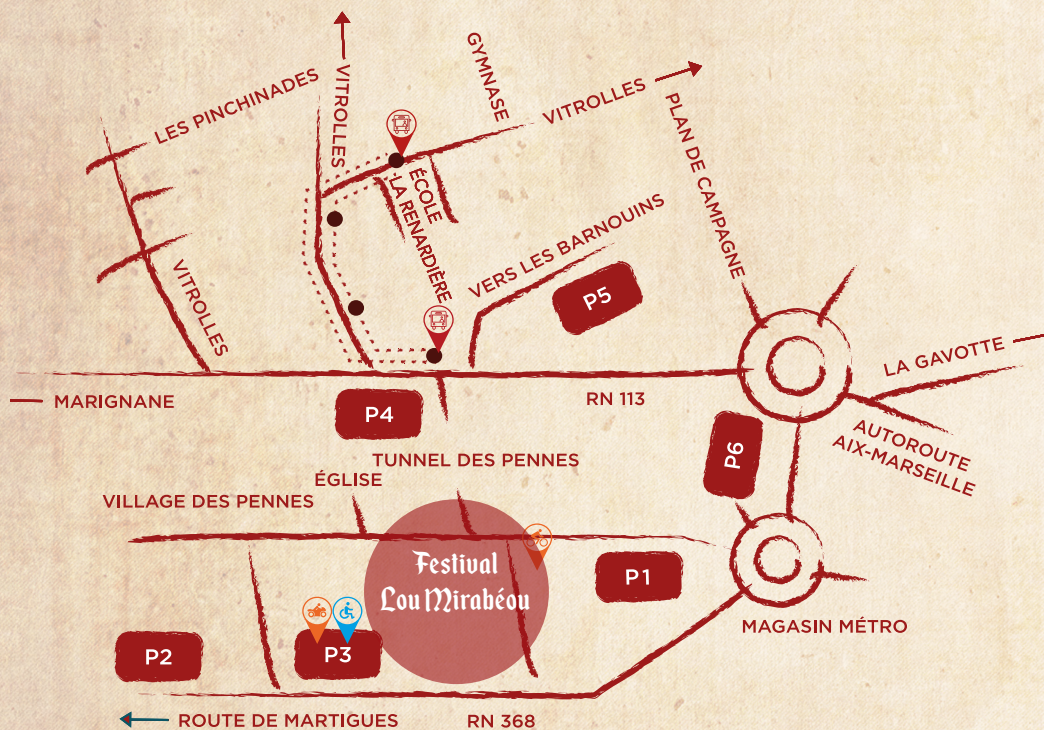 GYMNASE
LES PINCHINADES
VITROLLES
VITROLLES
PLAN DE CAMPAGNE
ÉCOLE
LA RENARDIÈRE
VERS LES BARNOUINS
VITROLLES
P5
LA GAVOTTE
MARIGNANE
RN 113
P4
AUTOROUTE
AIX-MARSEILLE
P6
TUNNEL DES PENNES
ÉGLISE
VILLAGE DES PENNES
Festival
Lou Mirabéou
P1
MAGASIN MÉTRO
P3
P2
ROUTE DE MARTIGUES
RN 368